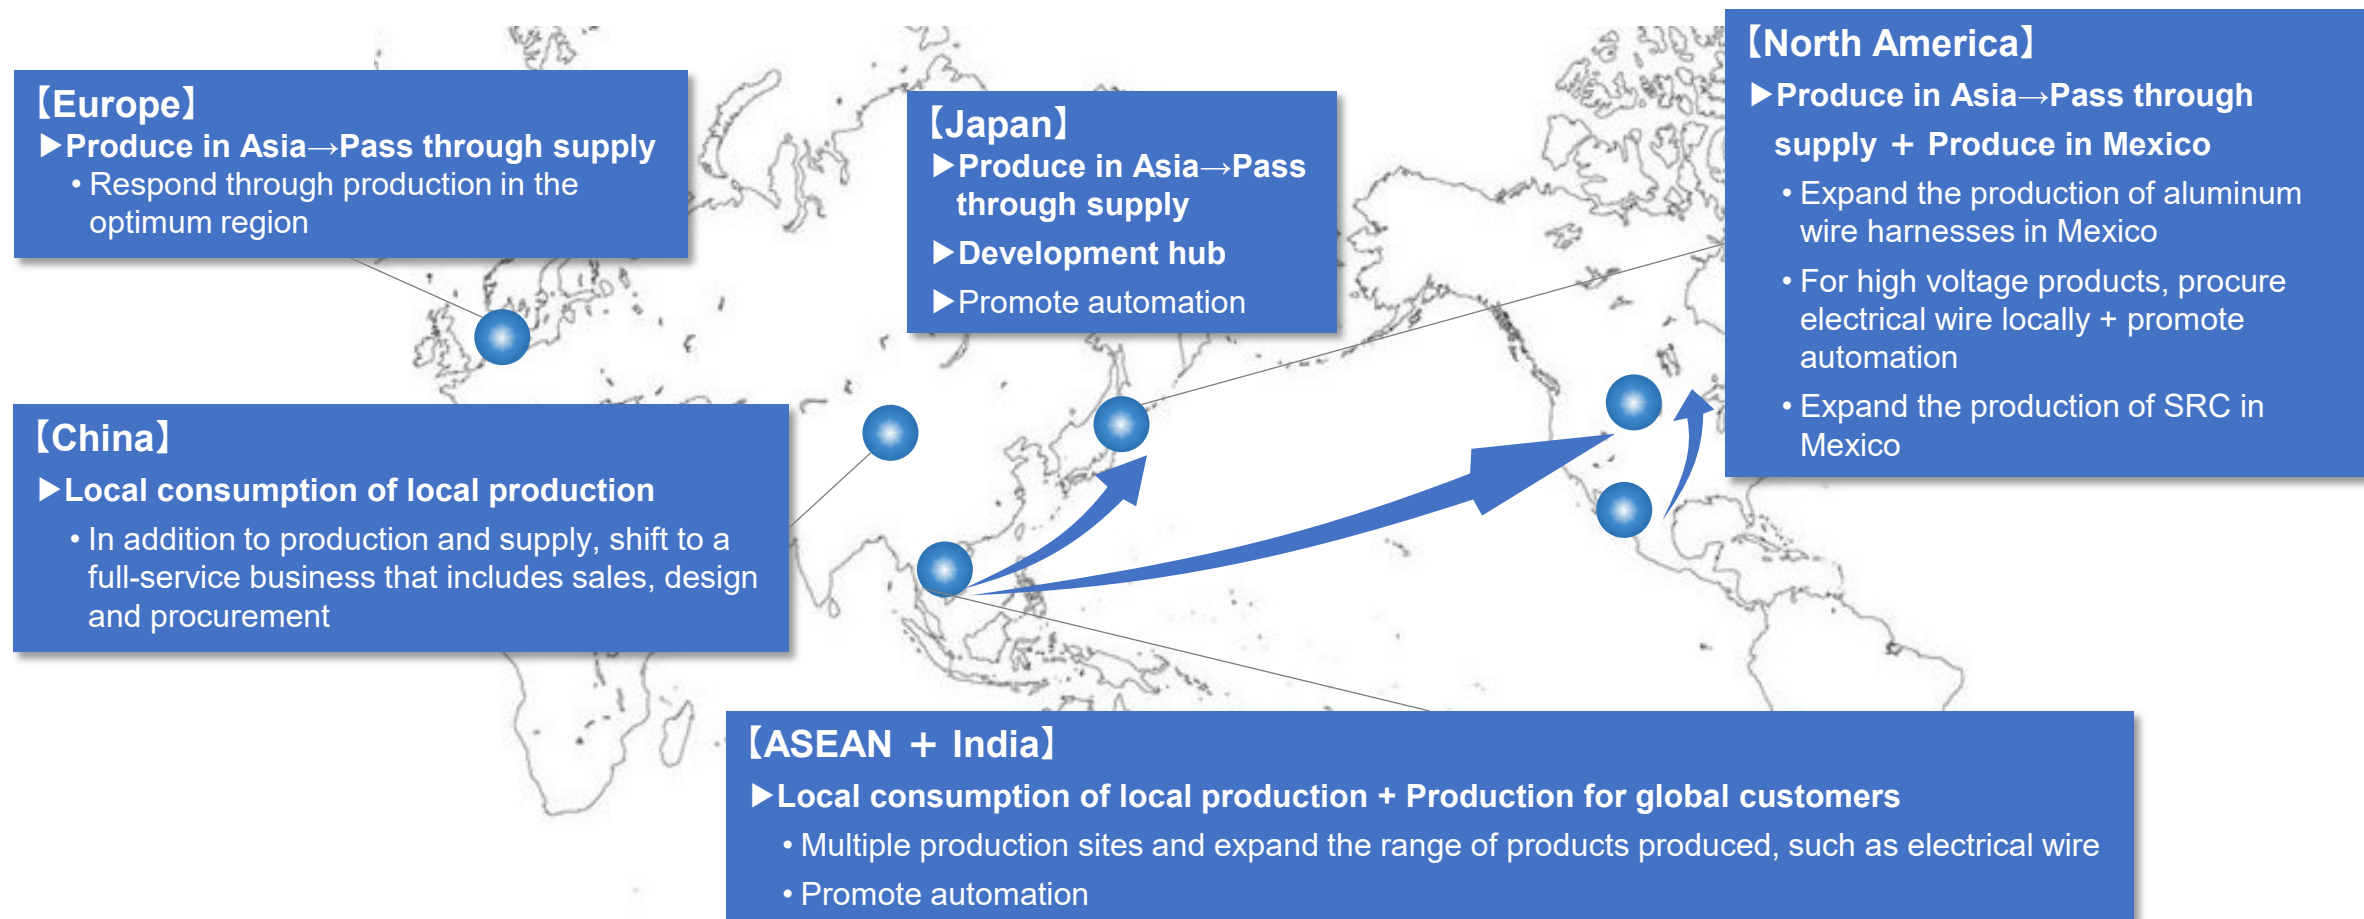 【Europe】
▶Produce in Asia→Pass through supply
• Respond through production in the
optimum region
【Japan】
▶Produce in Asia→Pass
through supply
▶Development hub
▶Promote automation
【North America】
▶Produce in Asia→Pass through
supply ＋ Produce in Mexico
• Expand the production of aluminum
wire harnesses in Mexico
• For high voltage products, procure
electrical wire locally + promote
automation
• Expand the production of SRC in
Mexico
【China】
▶Local consumption of local production
• In addition to production and supply, shift to a
full-service business that includes sales, design
and procurement
【ASEAN ＋ India】
▶Local consumption of local production + Production for global customers
• Multiple production sites and expand the range of products produced, such as electrical wire
• Promote automation